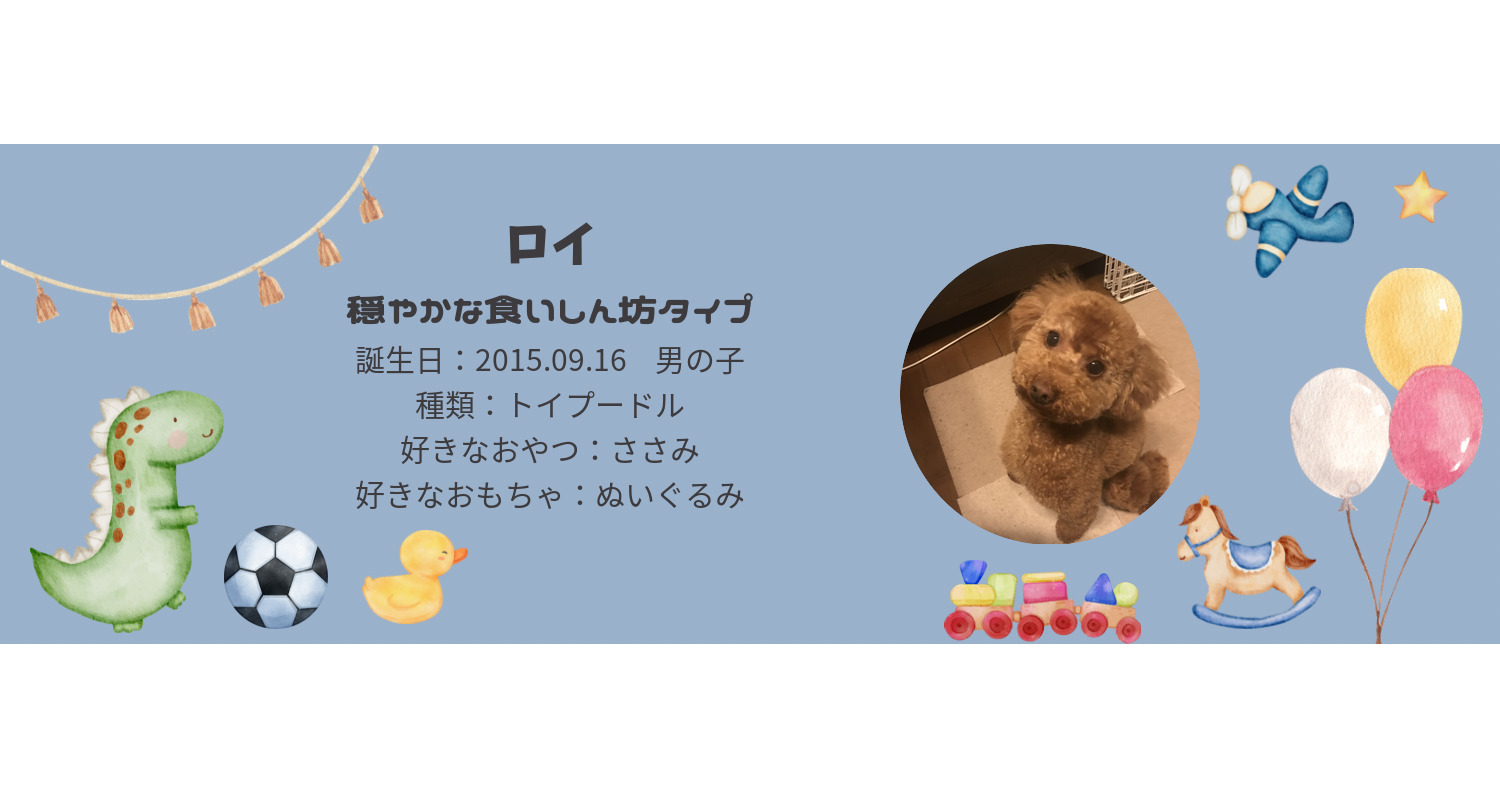 ロイ
穏やかな食いしん坊タイプ
誕生日：2015.09.16　男の子
種類：トイプードル
好きなおやつ：ささみ
好きなおもちゃ：ぬいぐるみ